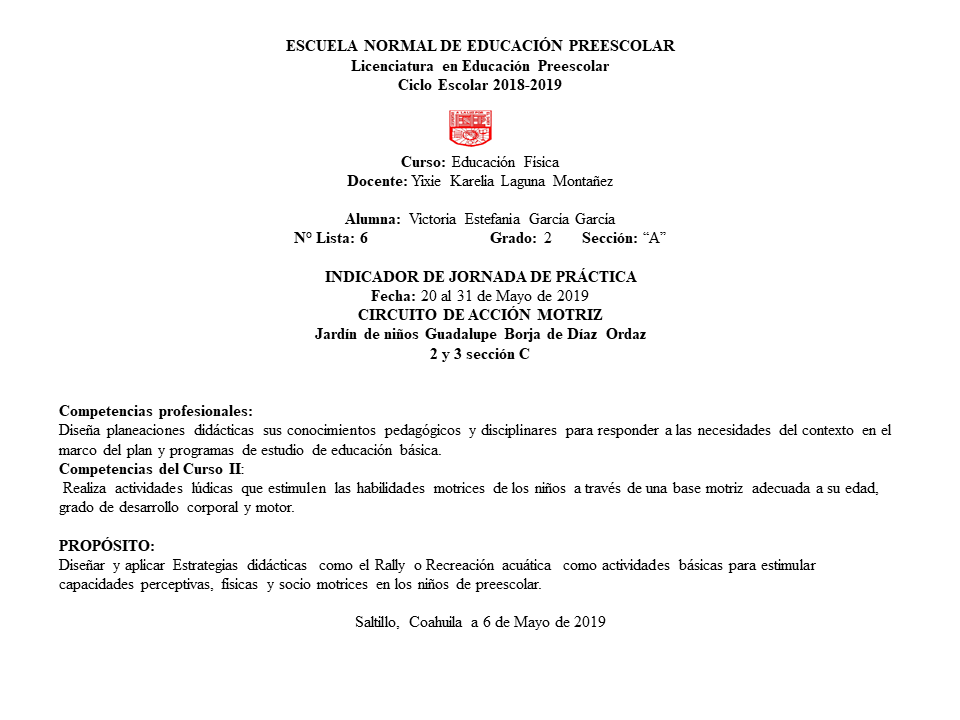 ESCUELA NORMAL DE EDUCACIÓN PREESCOLAR
Licenciatura en Educación Preescolar
Ciclo Escolar 2018-2019
Curso: Educación Física
Docente: Yixie Karelia Laguna Montañez
Alumna: Victoria Estefania García García
N° Lista: 6 Grado: 2 Sección: “A”
INDICADOR DE JORNADA DE PRÁCTICA
Fecha: 20 al 31 de Mayo de 2019
CIRCUITO DE ACCIÓN MOTRIZ
Jardín de niños Guadalupe Borja de Díaz Ordaz
2 y 3 sección C
Competencias profesionales:
Diseña planeaciones didácticas sus conocimientos pedagógicos y disciplinares para responder a las necesidades del contexto en el
marco del plan y programas de estudio de educación básica.
Competencias del Curso II:
Realiza actividades lúdicas que estimulen las habilidades motrices de los niños a través de una base motriz adecuada a su edad,
grado de desarrollo corporal y motor.
PROPÓSITO:
Diseñar y aplicar Estrategias didácticas como el Rally o Recreación acuática como actividades básicas para estimular
capacidades perceptivas, físicas y socio motrices en los niños de preescolar.
Saltillo, Coahuila a 6 de Mayo de 2019